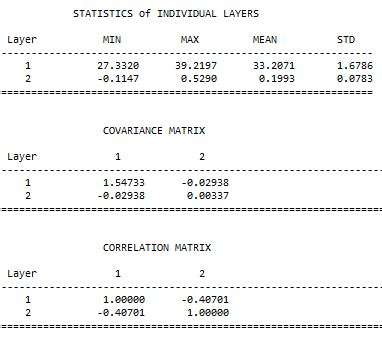 STATISTICS of INDIVIDUAL LAYERS
Layer MIN MAX MEAN STD
---------------------------------------------------------------
1 27.3320 39.2197 33.2071 1.6786
2 -0.1147 0.5290 0.1993 0.0783
===============================================================
COVARIANCE MATRIX
Layer 1 2
---------------------------------------------------------------
1 1.54733 -0.02938
2 -0.02938 0.00337
===============================================================
CORRELATION MATRIX
Layer 1 2
---------------------------------------------------------------
1 1.00000 -0.40701
2 -0.40701 1.00000
===============================================================